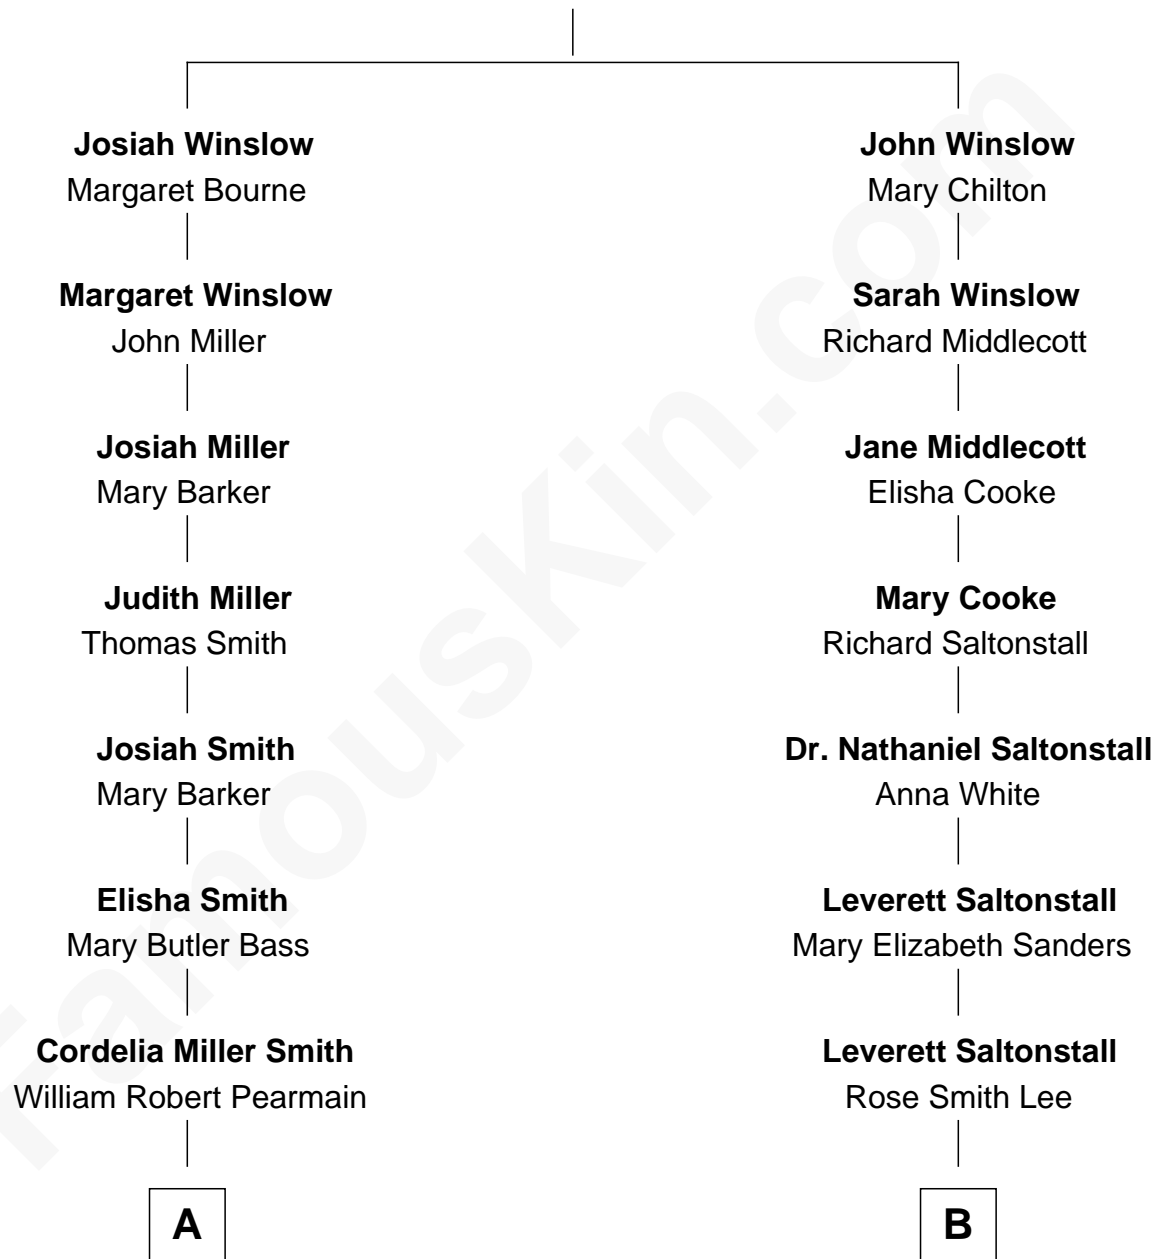 Josiah Winslow
Margaret Bourne
Margaret Winslow
John Miller
Josiah Miller
Mary Barker
Judith Miller
Thomas Smith
Josiah Smith
Mary Barker
Elisha Smith
Mary Butler Bass
Cordelia Miller Smith
William Robert Pearmain
A
John Winslow
Mary Chilton
Sarah Winslow
Richard Middlecott
Jane Middlecott
Elisha Cooke
Mary Cooke
Richard Saltonstall
Dr. Nathaniel Saltonstall
Anna White
Leverett Saltonstall
Mary Elizabeth Sanders
Leverett Saltonstall
Rose Smith Lee
B
FamousKin.com